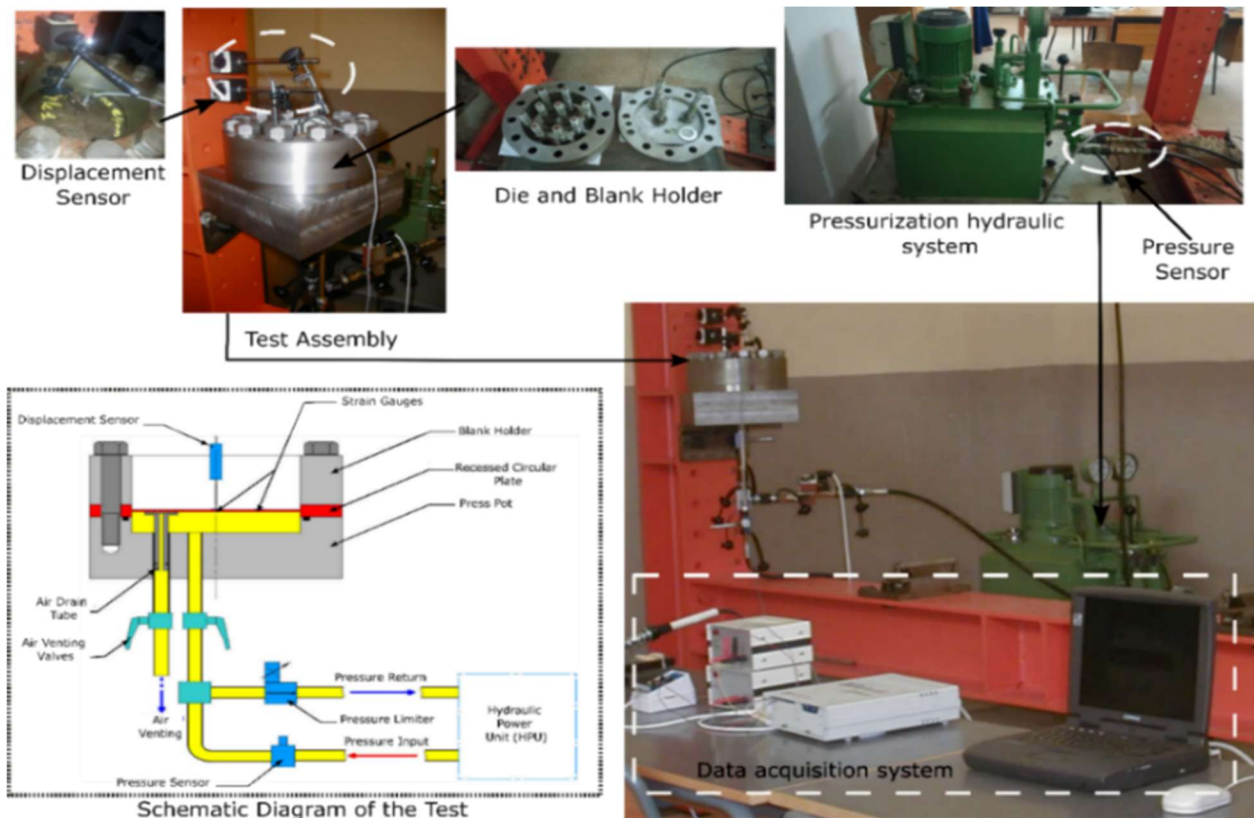 Displacement
Sensor
Test Assembly
Die and Blank Holder
Pressurization hydraulic
system
Pressure
Sensor
Strain Gauges
Displacement Sensor
Blank Holder
Recessed Circular
Plate
Press Pot
Air Drain
Tube
Air Venting
Valves
Air
Venting
Pressure Return
Pressure Limiter
Pressure Input
Pressure Sensor
Hydraulic
Power
Unit (HPU)
Schematic Diagram of the Test
Data acquisition system